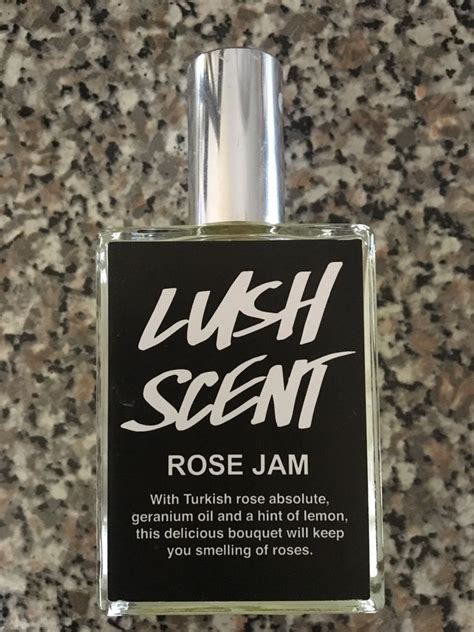 LUSH
SCENT
ROSE JAM
With Turkish rose absolute,
geranium oil and a hint of lemon,
this delicious bouquet will keep
you smelling of roses.